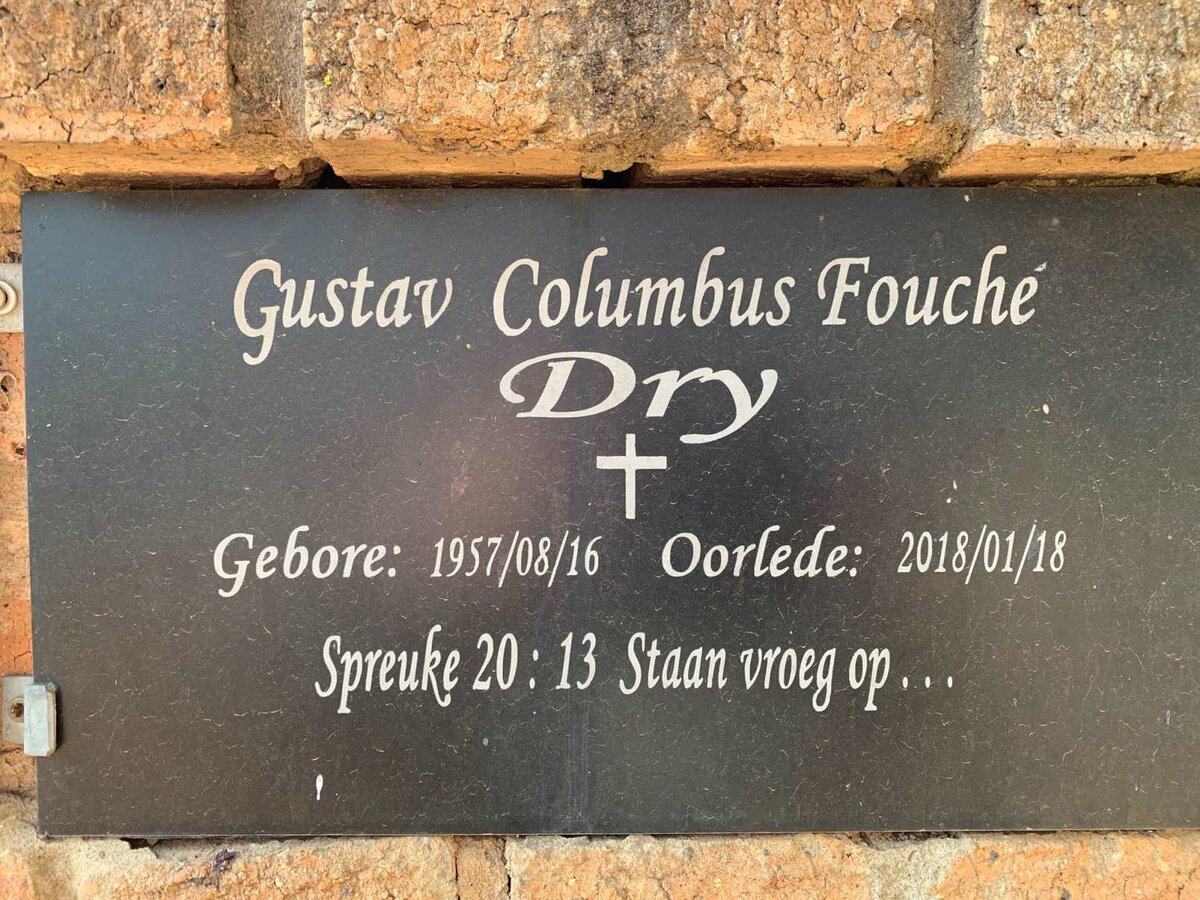 Gustav Columbus Fouché
Dry
Gebore: 1957/08/16 Oorlede: 2018/01/18
Spreuke 20 : 13 Staan vroeg op . . .